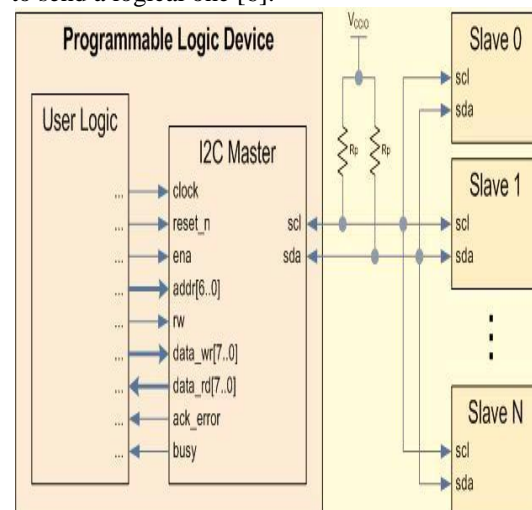 to send a logical one [6].
Programmable Logic Device
User Logic
...
...
...
...
...
...
...
...
...
I2C Master
clock
reset_n
ena
addr[6..0]
rw
data_wr[7..0]
data_rd[7..0]
ack_error
busy
scl
sda
VCCO
Rp
Rp
Slave 0
scl
sda
Slave 1
scl
sda
Slave N
scl
sda